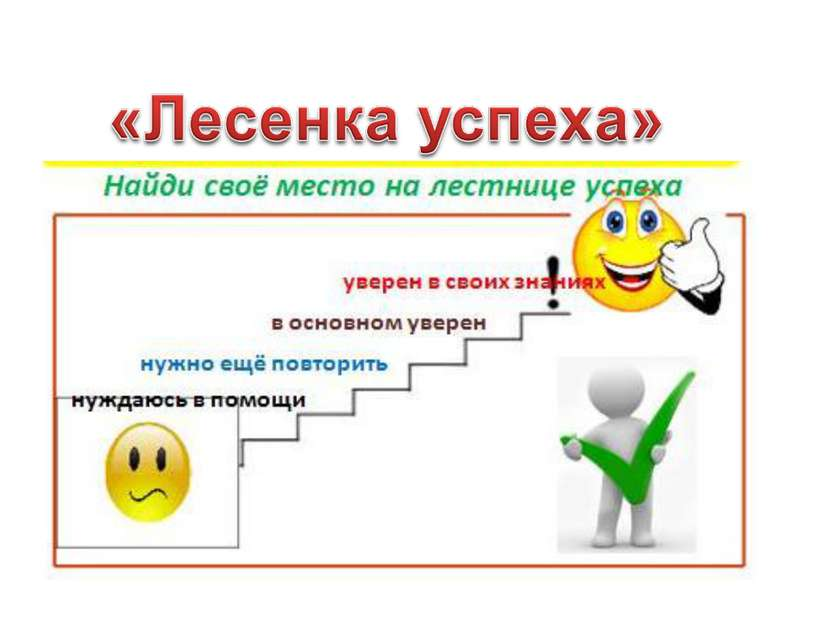 «Лесенка успеха»
Найди своё место на лестнице успеха
уверен в своих знаниях
!
в основном уверен
нужно ещё повторить
нуждаюсь в помощи